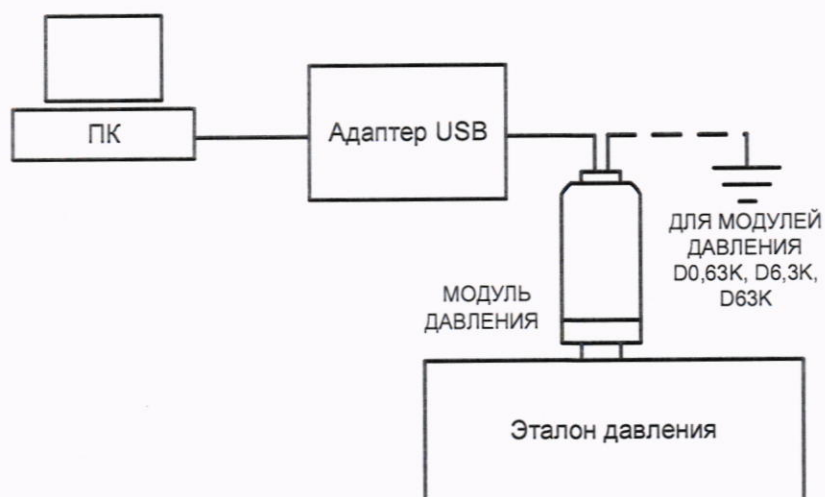 ПК
Адаптер USB
ДЛЯ МОДУЛЕЙ
ДАВЛЕНИЯ
D0,63K, D6,3K,
D63K
МОДУЛЬ
ДАВЛЕНИЯ
Эталон давления